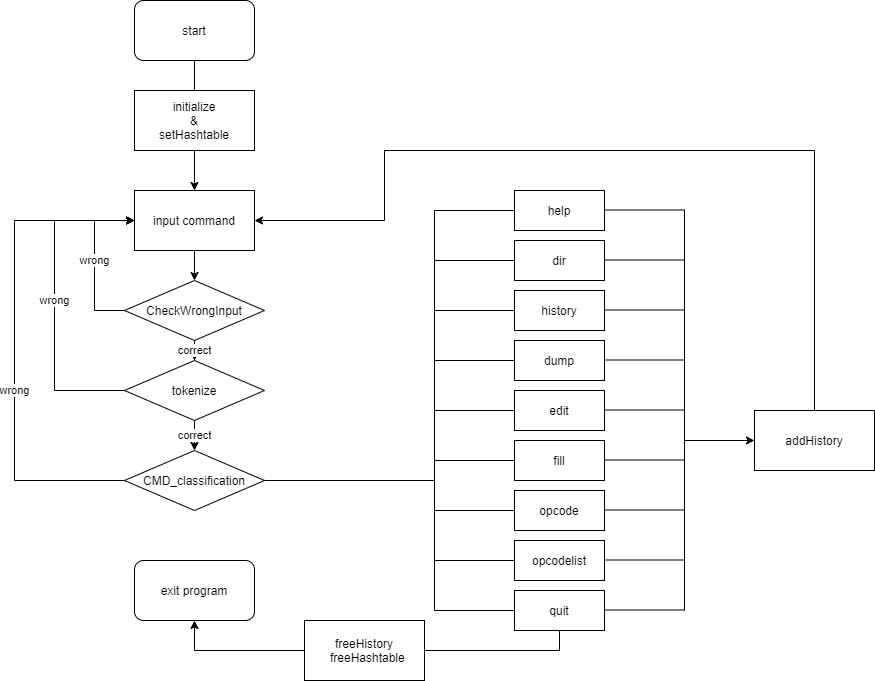 start
initialize
&
setHashtable
input command
wrong
CheckWrongInput
wrong
correct
tokenize
wrong
correct
CMD_classification
help
dir
history
dump
edit
fill
opcode
opcodelist
quit
addHistory
exit program
freeHistory
freeHashtable